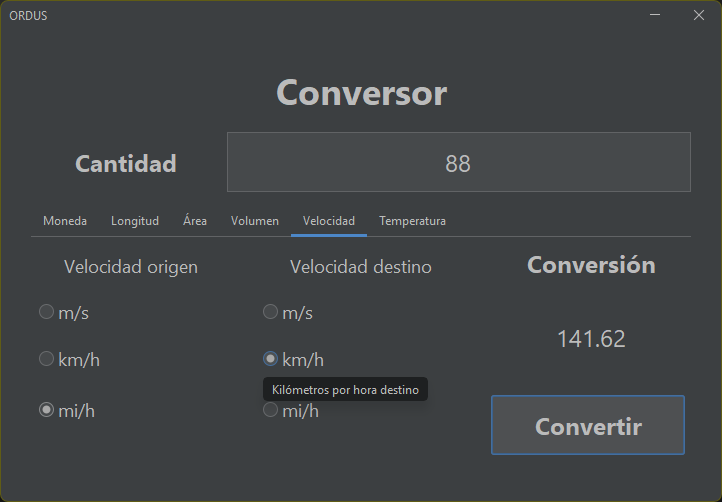 ORDUS
Conversor
Cantidad 88
Moneda Longitud Área Volumen Velocidad Temperatura
Velocidad origen Velocidad destino Conversión
m/s m/s
141.62
km/h km/h
Kilómetros por hora destino
mi/h mi/h
Convertir